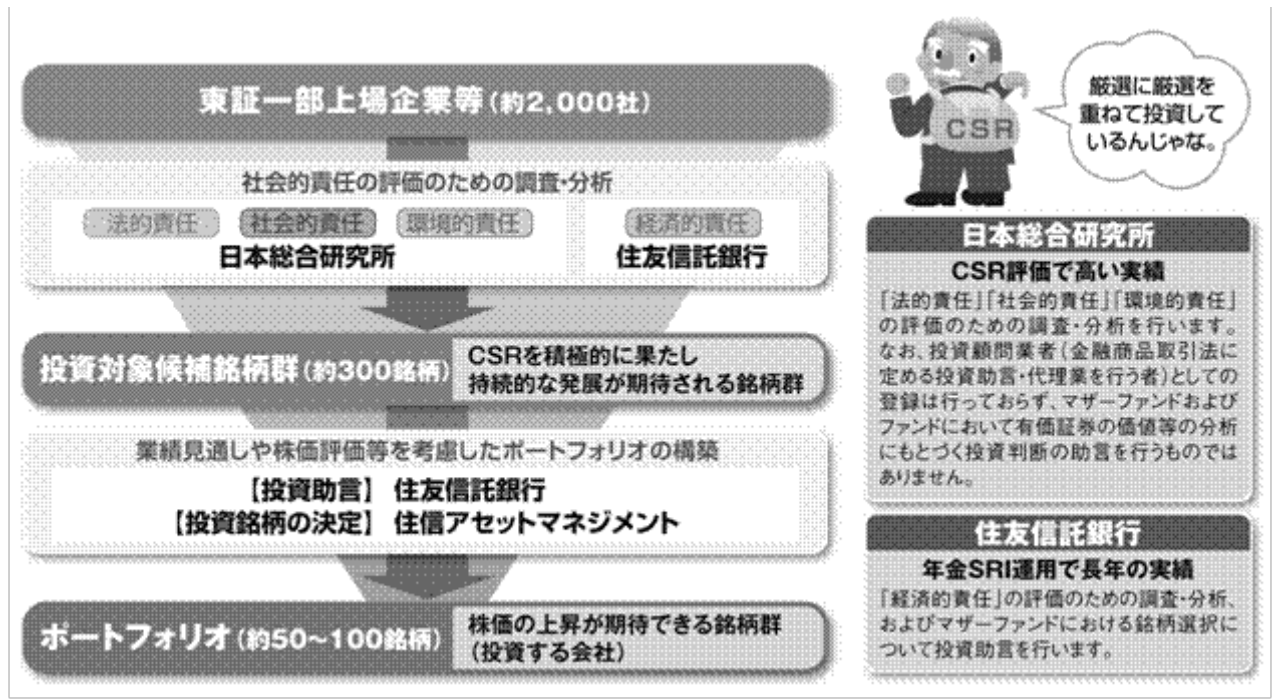 東証一部上場企業等(約2,000社)
社会的責任の評価のための調査・分析
法的責任 社会的責任 環境的責任
日本総合研究所
経済的責任
住友信託銀行
投資対象候補銘柄群(約300銘柄)
CSRを積極的に果たし
持続的な発展が期待される銘柄群
業績見通しや株価評価等を考慮したポートフォリオの構築
【投資助言】 住友信託銀行
【投資銘柄の決定】 住信アセットマネジメント
ポートフォリオ(約50〜100銘柄)
株価の上昇が期待できる銘柄群
(投資する会社)
CSR
厳選に厳選を
重ねて投資して
いるんじゃな。
日本総合研究所
CSR評価で高い実績
「法的責任」「社会的責任」「環境的責任」
の評価のための調査・分析を行います。
なお、投資顧問業者(金融商品取引法に
定める投資助言・代理業を行う者)としての
登録は行っておらず、マザーファンドおよび
ファンドにおいて有価証券の価値等の分析
にもとづく投資判断の助言を行うものでは
ありません。
住友信託銀行
年金SRI運用で長年の実績
「経済的責任」の評価のための調査・分析、
およびマザーファンドにおける銘柄選択に
ついて投資助言を行います。